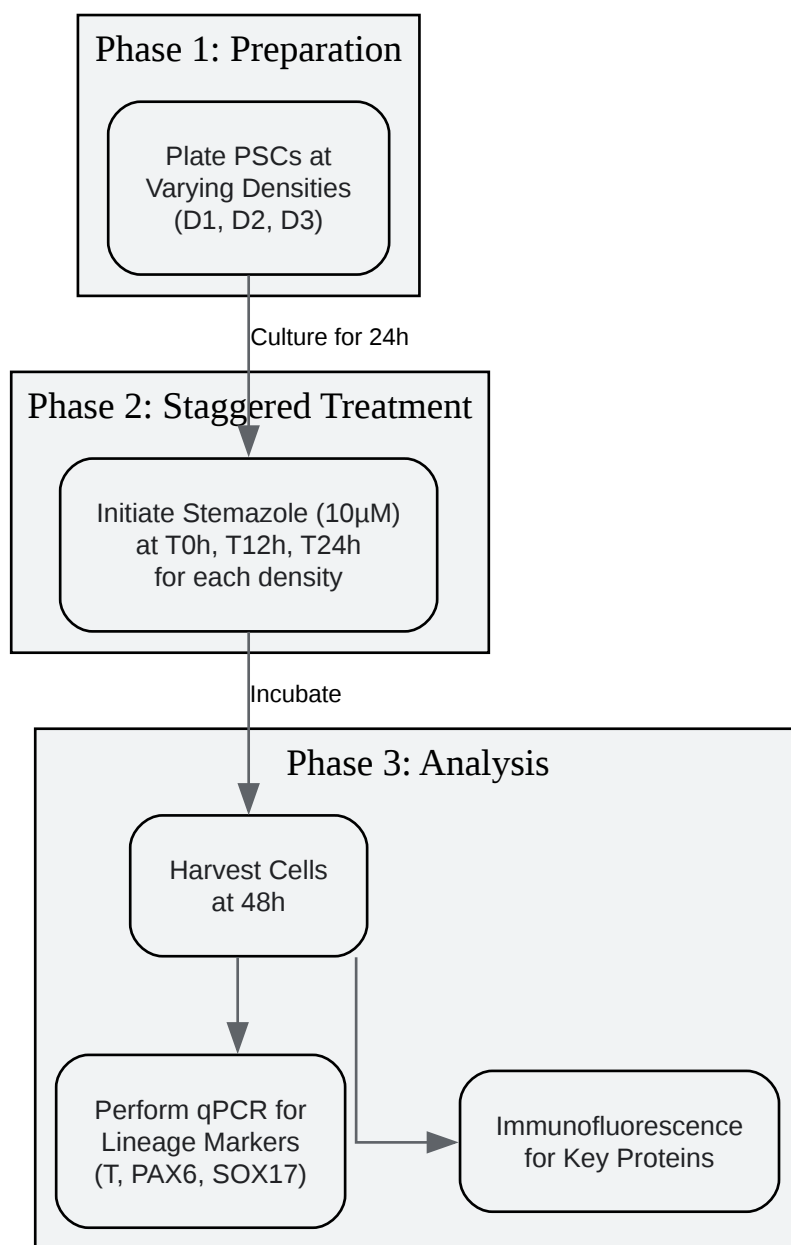 Phase 1: Preparation
Plate PSCs at
Varying Densities
(D1, D2, D3)
Culture for 24h
Phase 2: Staggered Treatment
Initiate Stemazole (10µM)
at T0h, T12h, T24h
for each density
Incubate
Phase 3: Analysis
Harvest Cells
at 48h
Perform qPCR for
Lineage Markers
(T, PAX6, SOX17)
Immunofluorescence
for Key Proteins